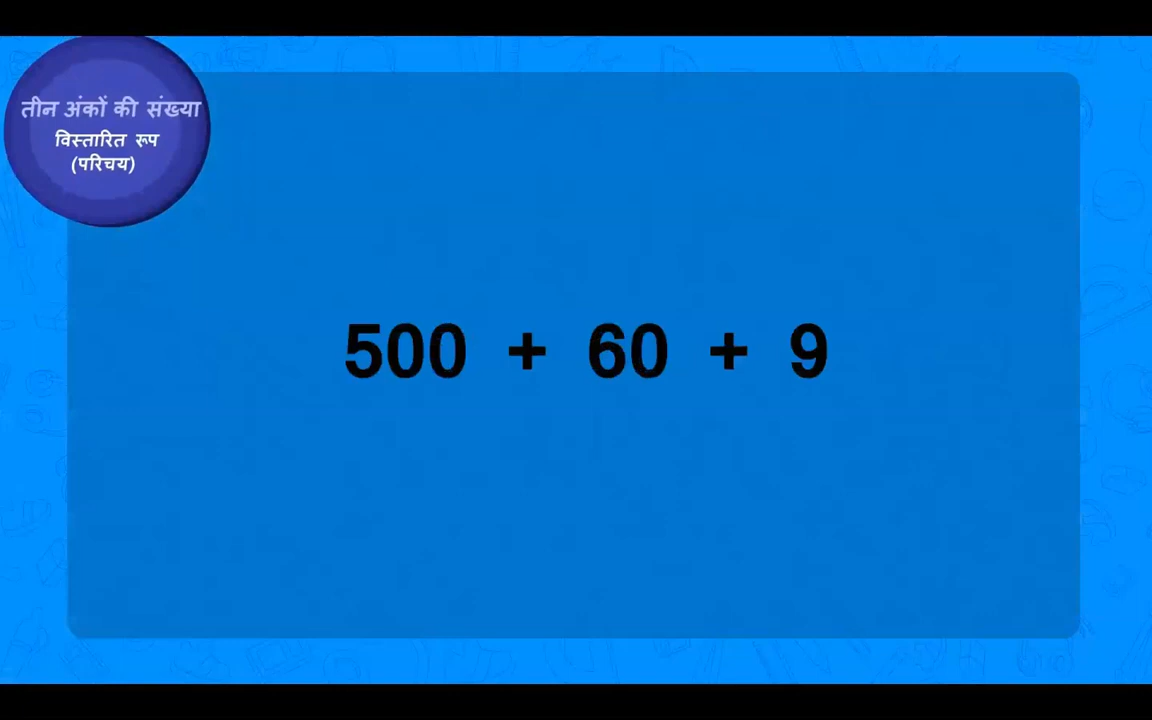 तीन अंकों की संख्या
विस्तारित रूप
(परिचय)
500 + 60 + 9